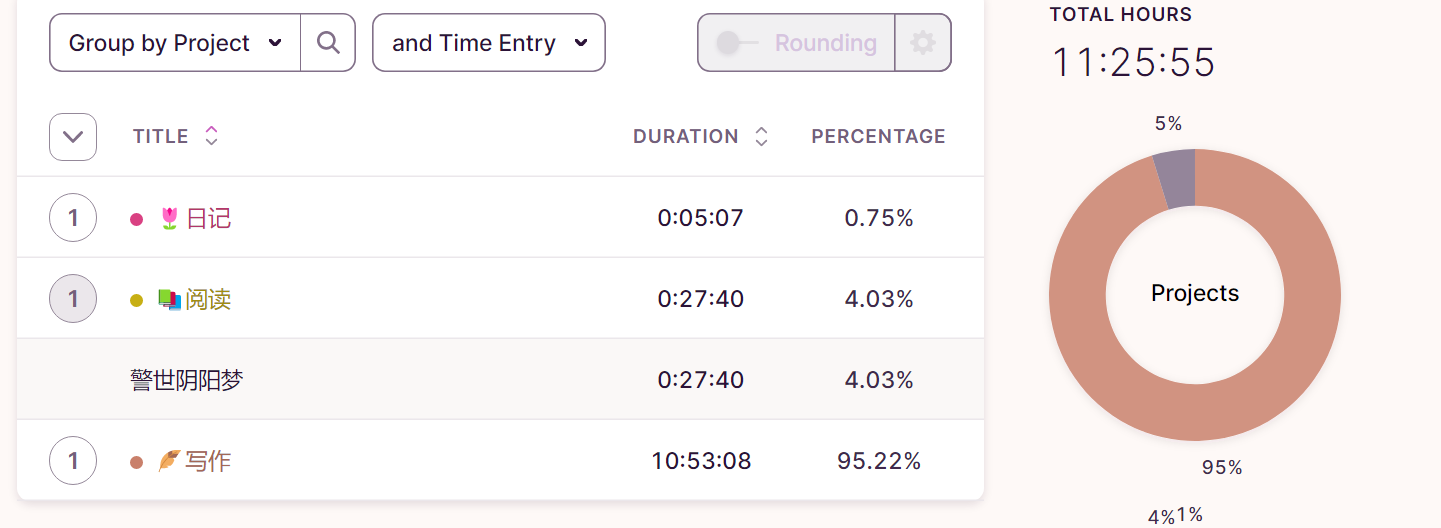 Group by Project
and Time Entry
Rounding
TITLE DURATION PERCENTAGE
1 🌷日记 0:05:07 0.75%
1 📚阅读 0:27:40 4.03%
警世阴阳梦 0:27:40 4.03%
1 🪶写作 10:53:08 95.22%
TOTAL HOURS
11:25:55
5%
Projects
95%
4% 1%